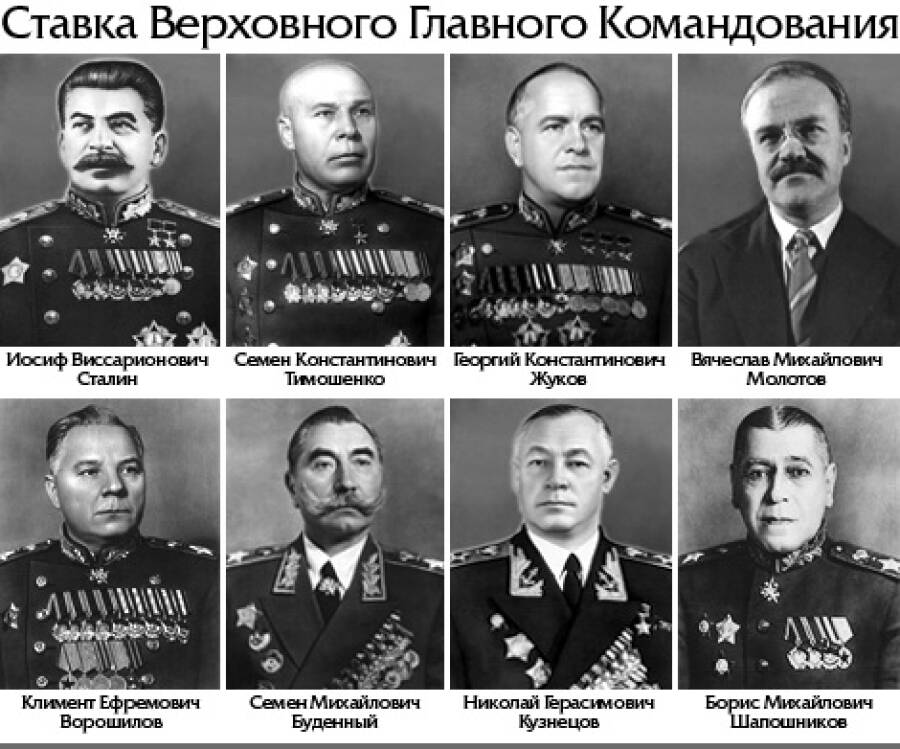 Ставка Верховного Главного Командования
Иосиф Виссарионович
Сталин
Семен Константинович
Тимошенко
Георгий Константинович
Жуков
Вячеслав Михайлович
Молотов
Климент Ефремович
Ворошилов
Семен Михайлович
Буденный
Николай Герасимович
Кузнецов
Борис Михайлович
Шапошников